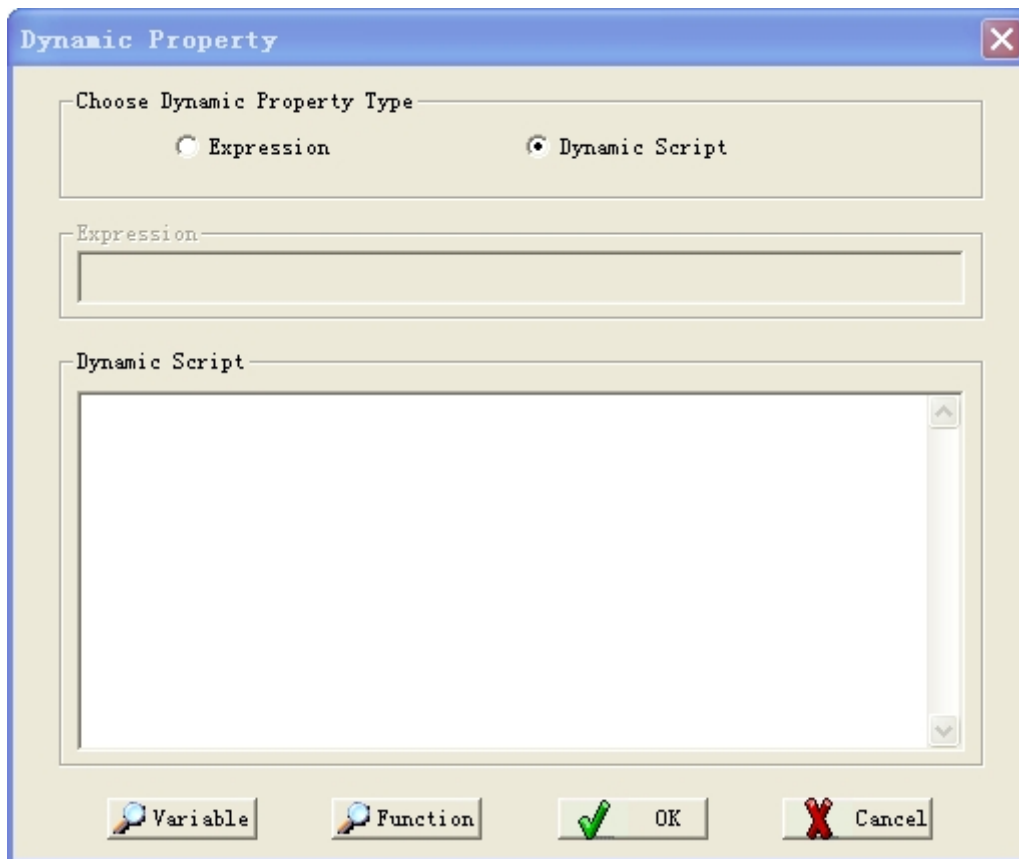 Dynamic Property
Choose Dynamic Property Type
Expression
Dynamic Script
Expression
Dynamic Script
Variable
Function
OK
Cancel